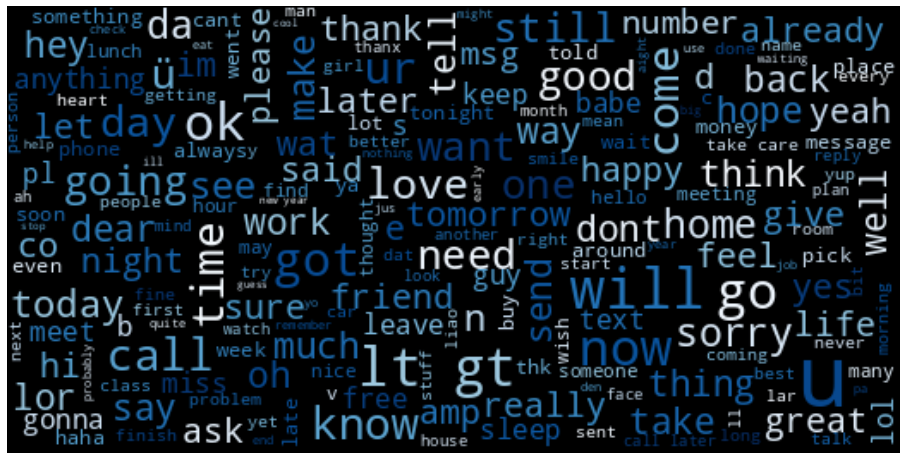 something
da
cant
man
cool
thank
still
number
already
check
hey
lunch
went
please
make
thanx
tell
msg
told
aight
use
done
name
waiting
anything
ü
im
eat
girl
ur
good
come
d
back
place
every
getting
later
keep
babe
c
hope
yeah
heart
person
let
day
ok
lot
s
tonight
month
mean
big
money
phone
always
y
wat
better
want
way
wait
take care
message
help
ill
said
nothing
smile
happy
think
reply
pl
going
see
find
ya
love
early
one
hello
meeting
yup
plan
ah
people
hour
new year
jus
well
soon
dear
mind
work
thought
tomorrow
dont
home
give
room
stop
co
may
e
another
right
around
year
even
night
time
got
dat
need
guy
start
feel
job
pick
try
look
send
will
go
yes
bit
today
fine
guess
yo
car
friend
buy
wish
text
sorry
life
morning
next
meet
first
b
sure
watch
remember
leave
liao
n
now
coming
never
hi
quite
call
week
much
nice
lt
gt
stuff
thk
someone
thing
best
u
many
probably
class
miss
oh
free
v
den
face
lar
lor
say
problem
late
know
amp
really
take
ll
great
lol
gonna
haha
finish
ask
yet
end
house
sleep
sent
call later
long
talk
pa
might